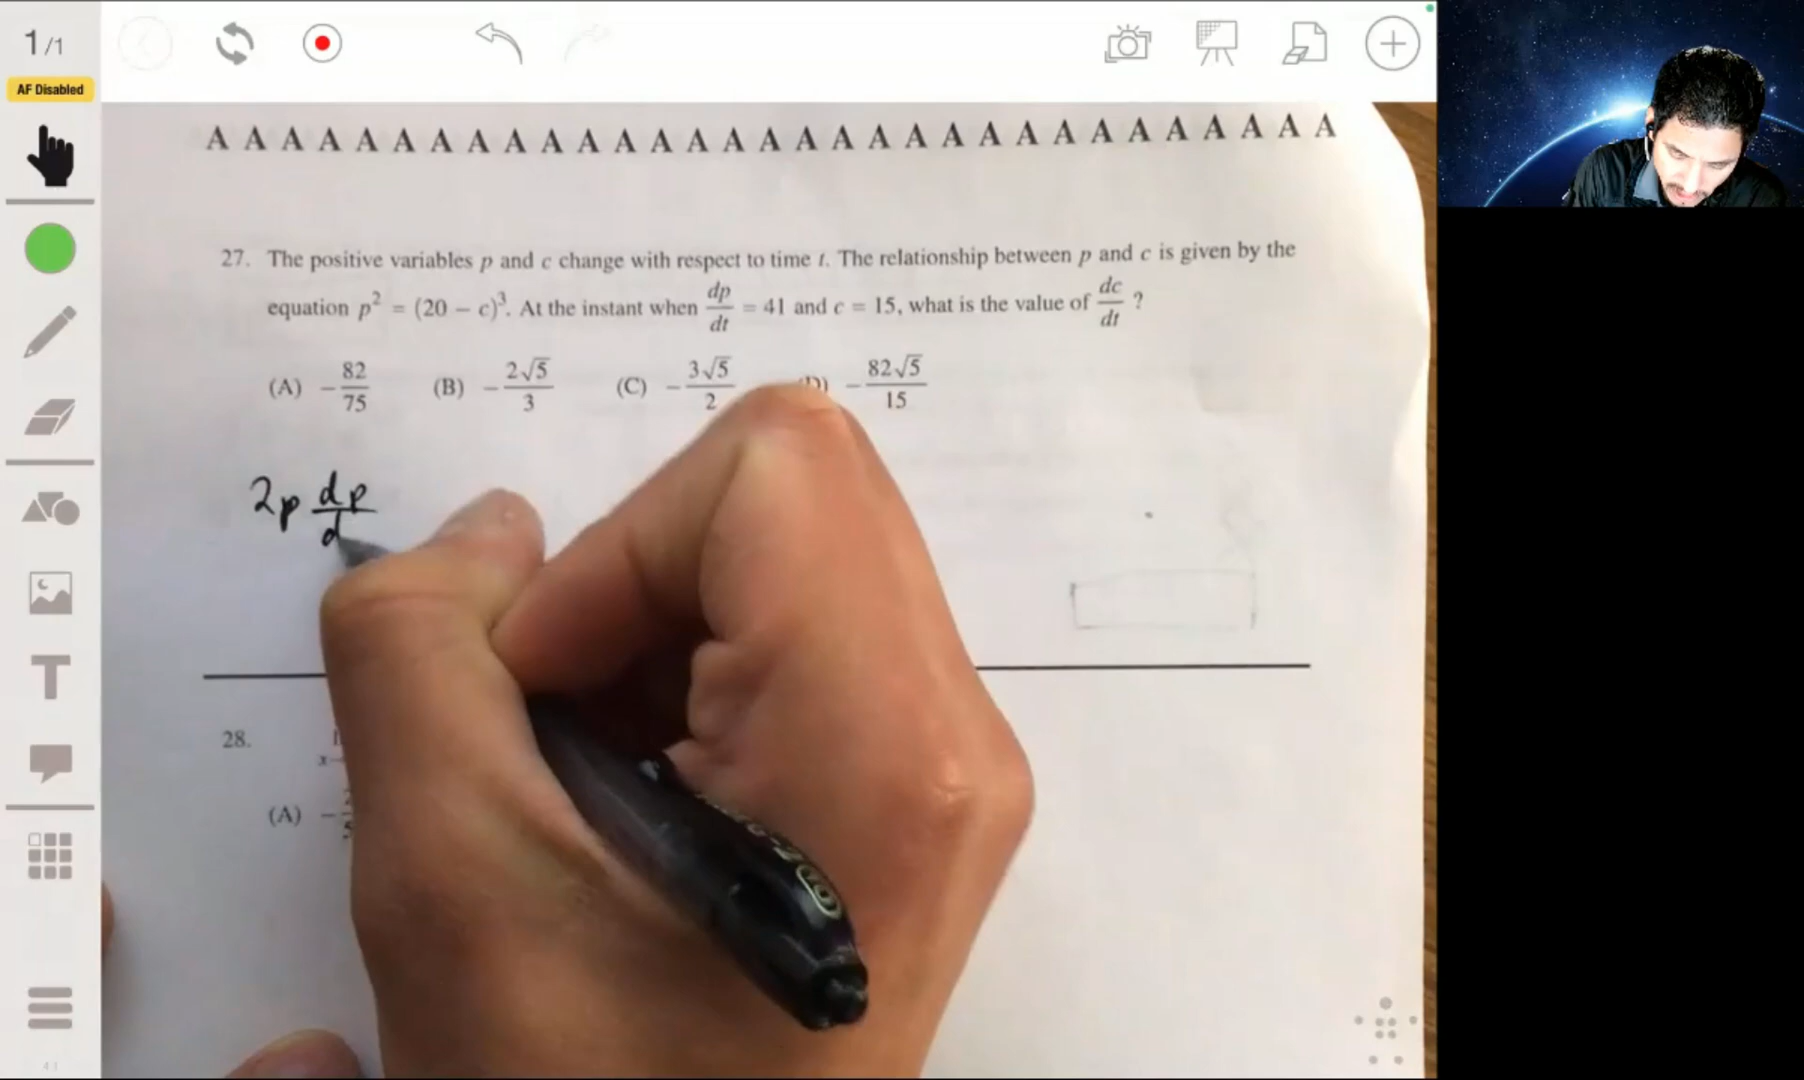 1/1
AF Disabled
A A A A A A A A A A A A A A A A A A A A A A A A A A A A A A A
27. The positive variables p and c change with respect to time t. The relationship between p and c is given by the
equation p² = (20 − c)³. At the instant when dp/dt = 41 and c = 15, what is the value of dc/dt ?
(A) −82/75 (B) −2√5/3 (C) −3√5/2 (D) −82√5/15
2p dp/d
T
28.
(A) −